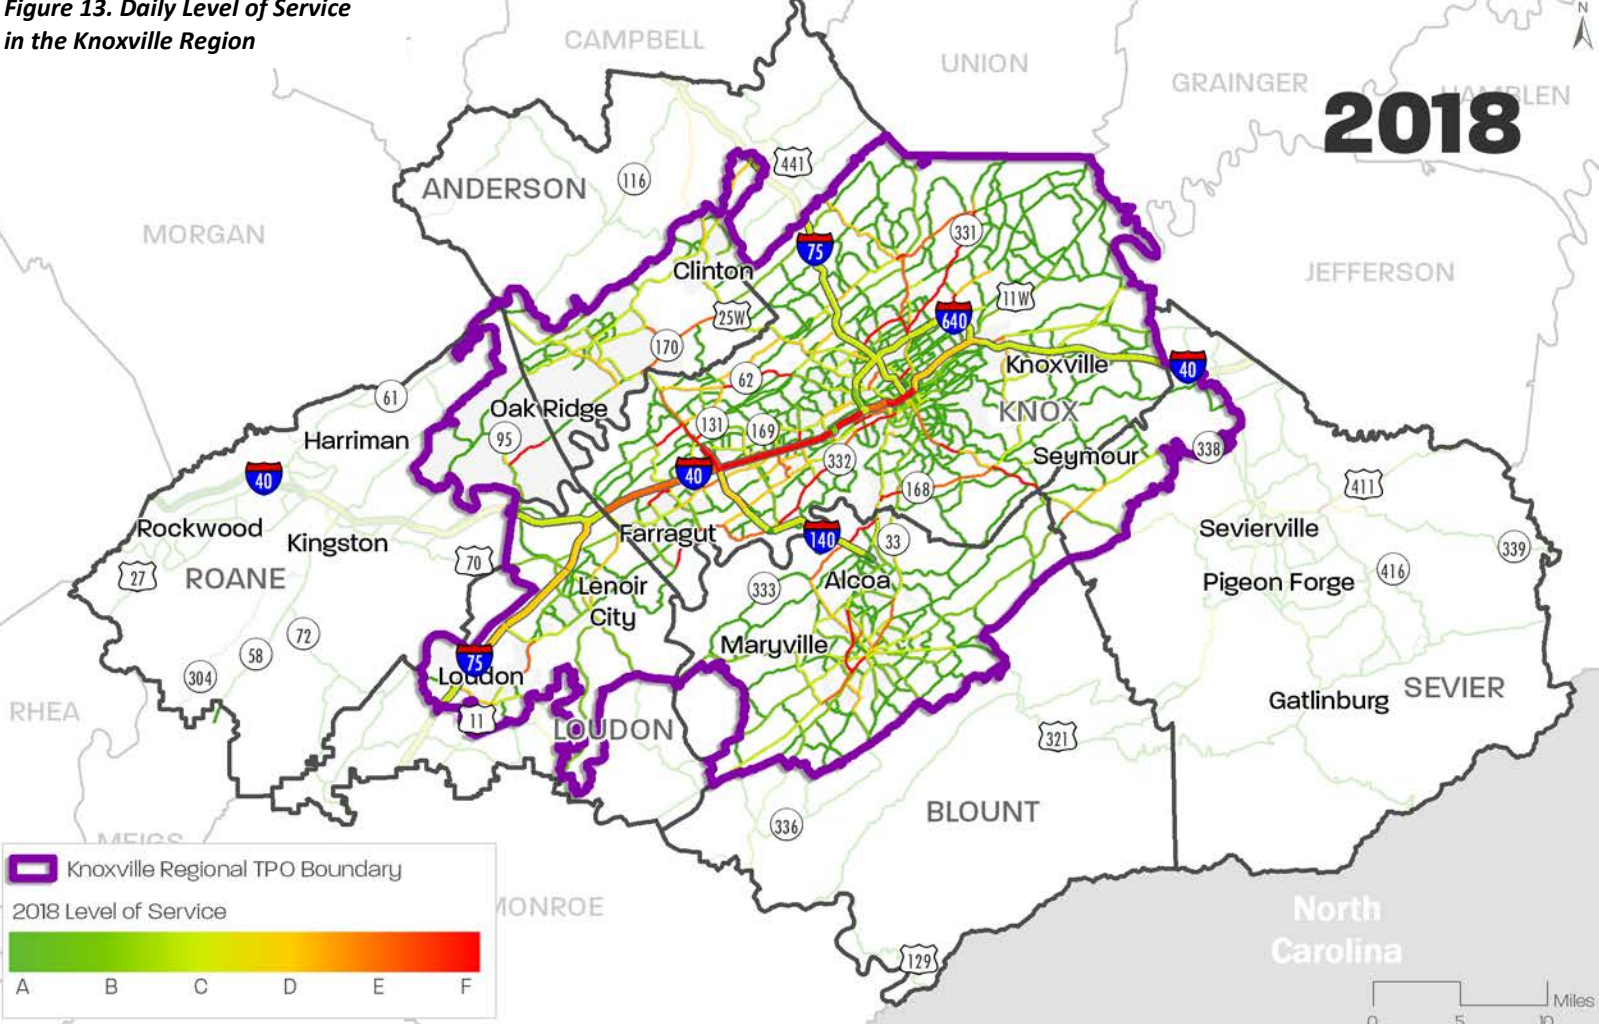 Figure 13. Daily Level of Service
in the Knoxville Region
N
CAMPBELL
UNION
GRAINGER
HAMBLEN
2018
441
116
ANDERSON
MORGAN
331
75
JEFFERSON
Clinton
11W
25W
640
170
Knoxville
40
62
61
Oak Ridge
KNOX
131
169
95
Harriman
338
Seymour
332
40
40
168
411
Rockwood
Farragut
Sevierville
140
33
Kingston
339
70
27
ROANE
416
Alcoa
Pigeon Forge
333
Lenoir
City
72
Maryville
58
75
304
Loudon
SEVIER
Gatlinburg
RHEA
11
LOUDON
321
BLOUNT
336
MEIGS
Knoxville Regional TPO Boundary
MONROE
2018 Level of Service
North
Carolina
129
A B C D E F
Miles
0 5 10